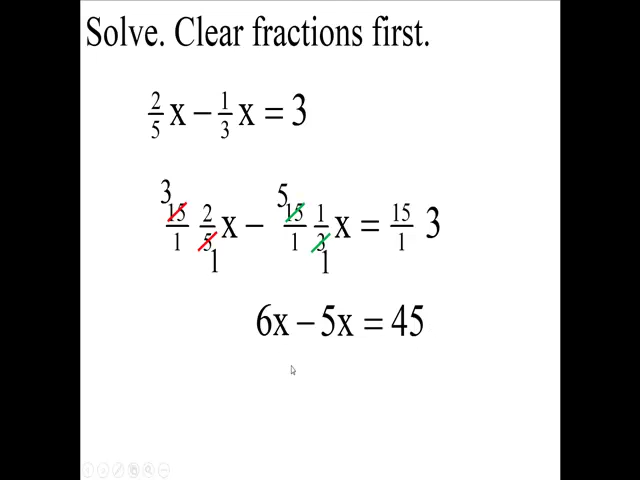 Solve. Clear fractions first.
2/5 x − 1/3 x = 3
3 5
15/1 2/5 x − 15/1 1/3 x = 15/1 3
1 1
6x − 5x = 45